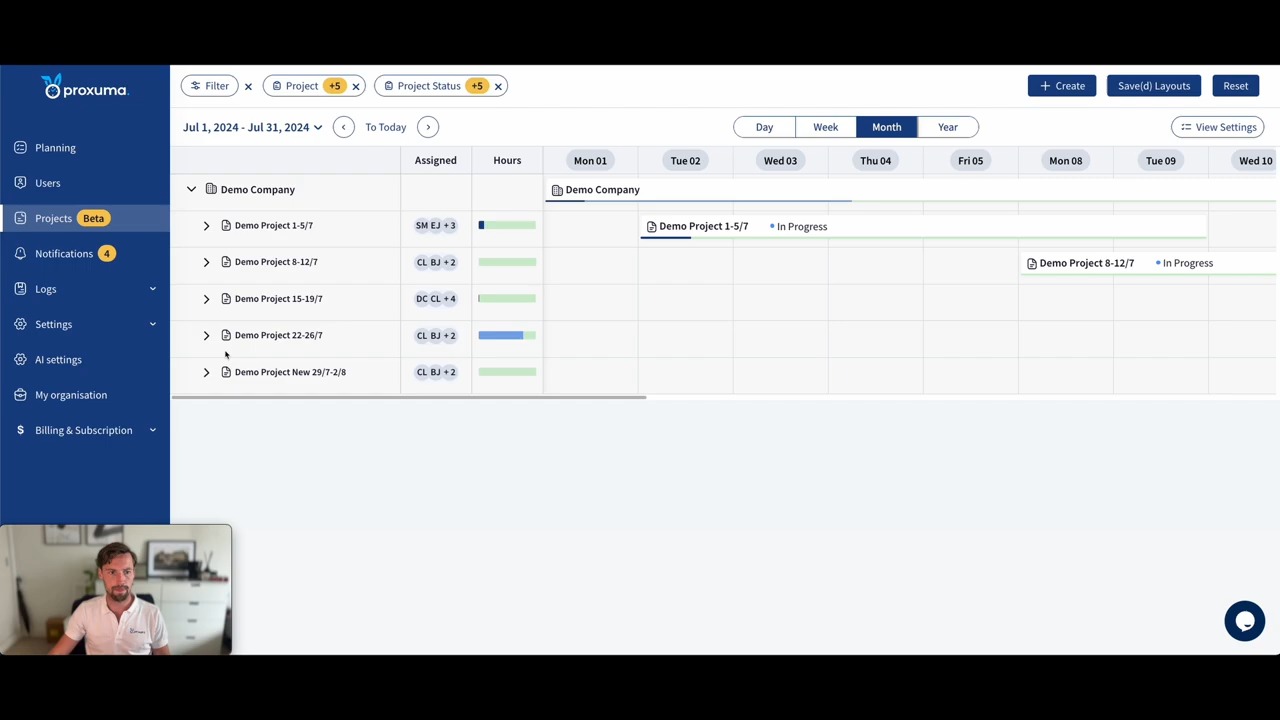 proxuma.
Filter
Project +5
Project Status +5
Create
Save(d) Layouts
Reset
Jul 1, 2024 - Jul 31, 2024
To Today
Day
Week
Month
Year
View Settings
Planning
Users
Projects Beta
Notifications 4
Logs
Settings
AI settings
My organisation
Billing & Subscription
Assigned
Hours
Mon 01
Tue 02
Wed 03
Thu 04
Fri 05
Mon 08
Tue 09
Wed 10
Demo Company
Demo Company
Demo Project 1-5/7
SM EJ + 3
Demo Project 1-5/7
In Progress
Demo Project 8-12/7
CL BJ + 2
Demo Project 8-12/7
In Progress
Demo Project 15-19/7
DC CL + 4
Demo Project 22-26/7
CL BJ + 2
Demo Project New 29/7-2/8
CL BJ + 2